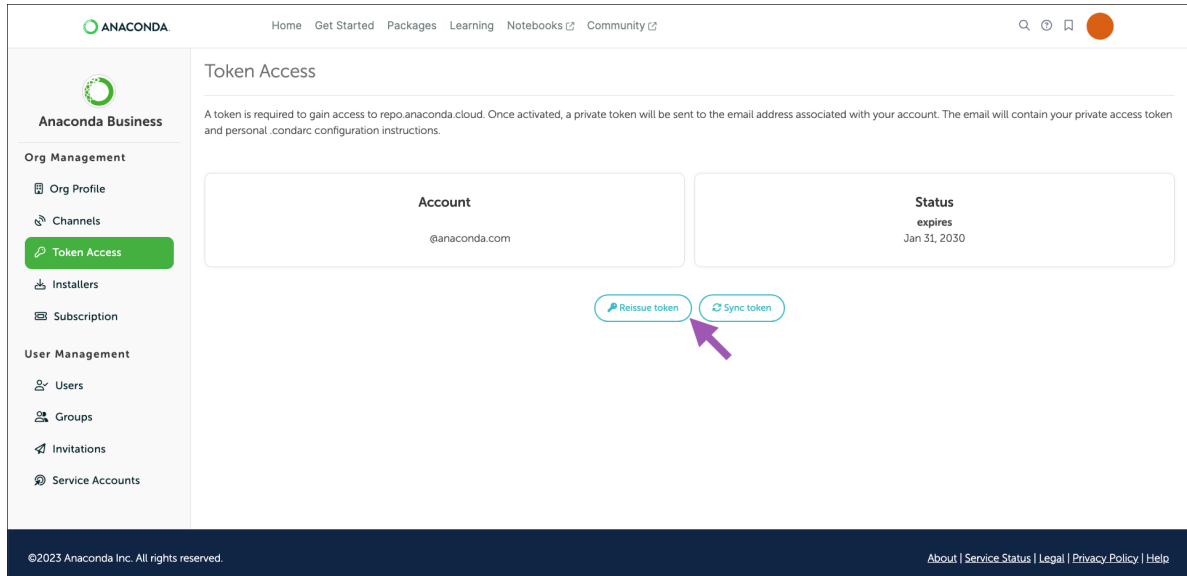 ANACONDA.
Home Get Started Packages Learning Notebooks Community
Anaconda Business
Org Management
Org Profile
Channels
Token Access
Installers
Subscription
User Management
Users
Groups
Invitations
Service Accounts
Token Access
A token is required to gain access to repo.anaconda.cloud. Once activated, a private token will be sent to the email address associated with your account. The email will contain your private access token
and personal .condarc configuration instructions.
Account
@anaconda.com
Status
expires
Jan 31, 2030
Reissue token
Sync token
©2023 Anaconda Inc. All rights reserved.
About | Service Status | Legal | Privacy Policy | Help